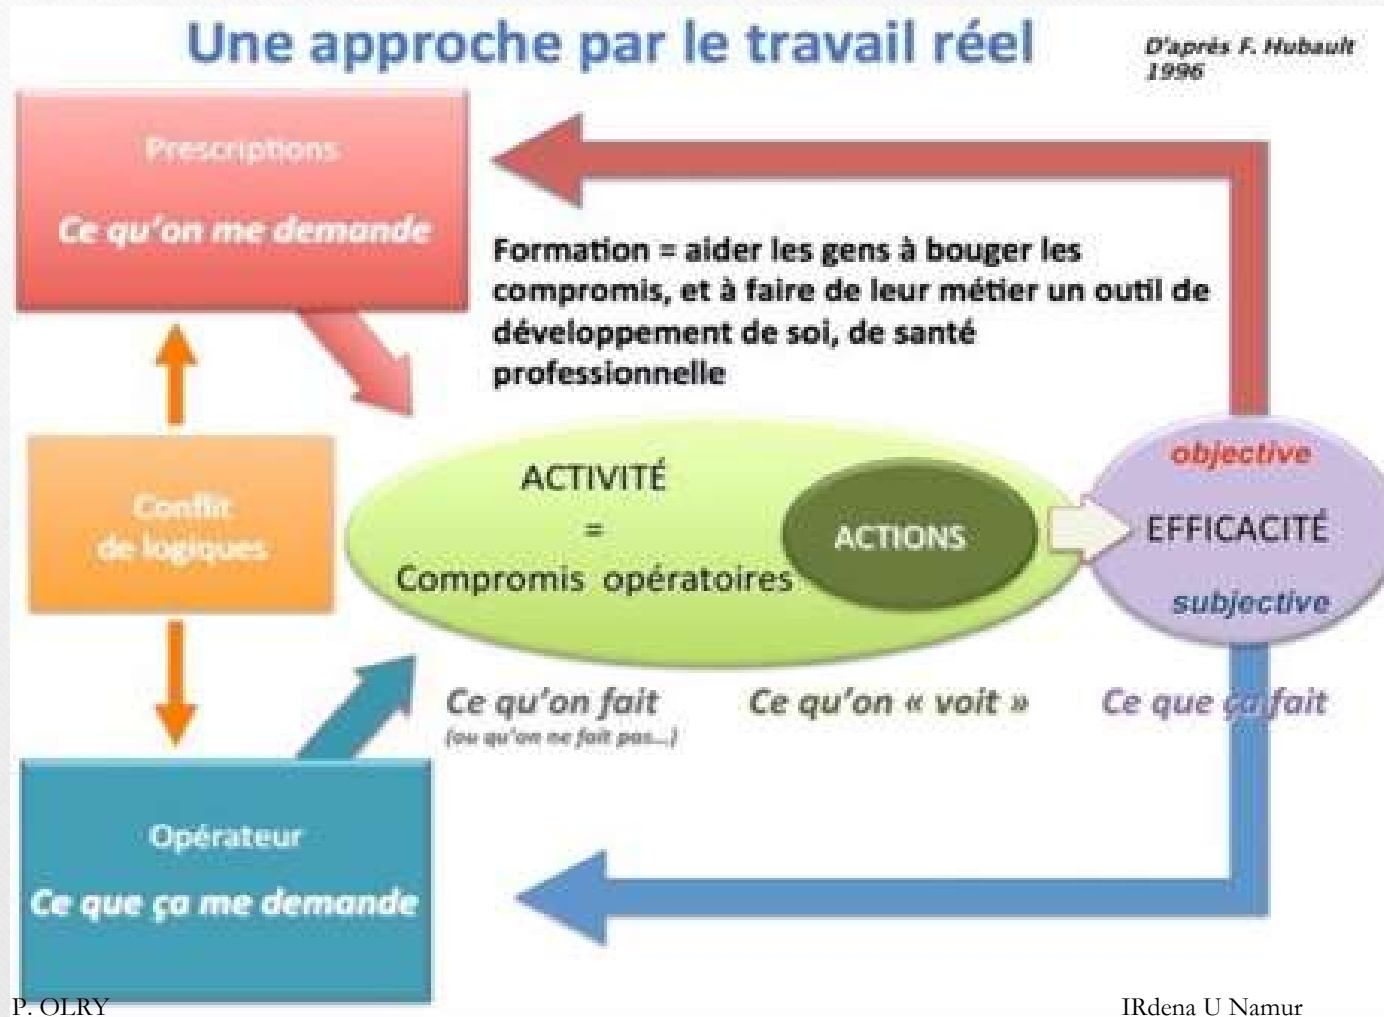 Une approche par le travail réel
D'après F. Hubault
1996
Prescriptions
Ce qu'on me demande
Formation = aider les gens à bouger les
compromis, et à faire de leur métier un outil de
développement de soi, de santé
professionnelle
Conflit
de logiques
ACTIVITÉ
=
Compromis opératoires
ACTIONS
objective
EFFICACITÉ
subjective
Ce qu'on fait
(ou qu'on ne fait pas...)
Ce qu'on « voit »
Ce que ça fait
Opérateur
Ce que ça me demande
P. OLRY
IRdena U Namur